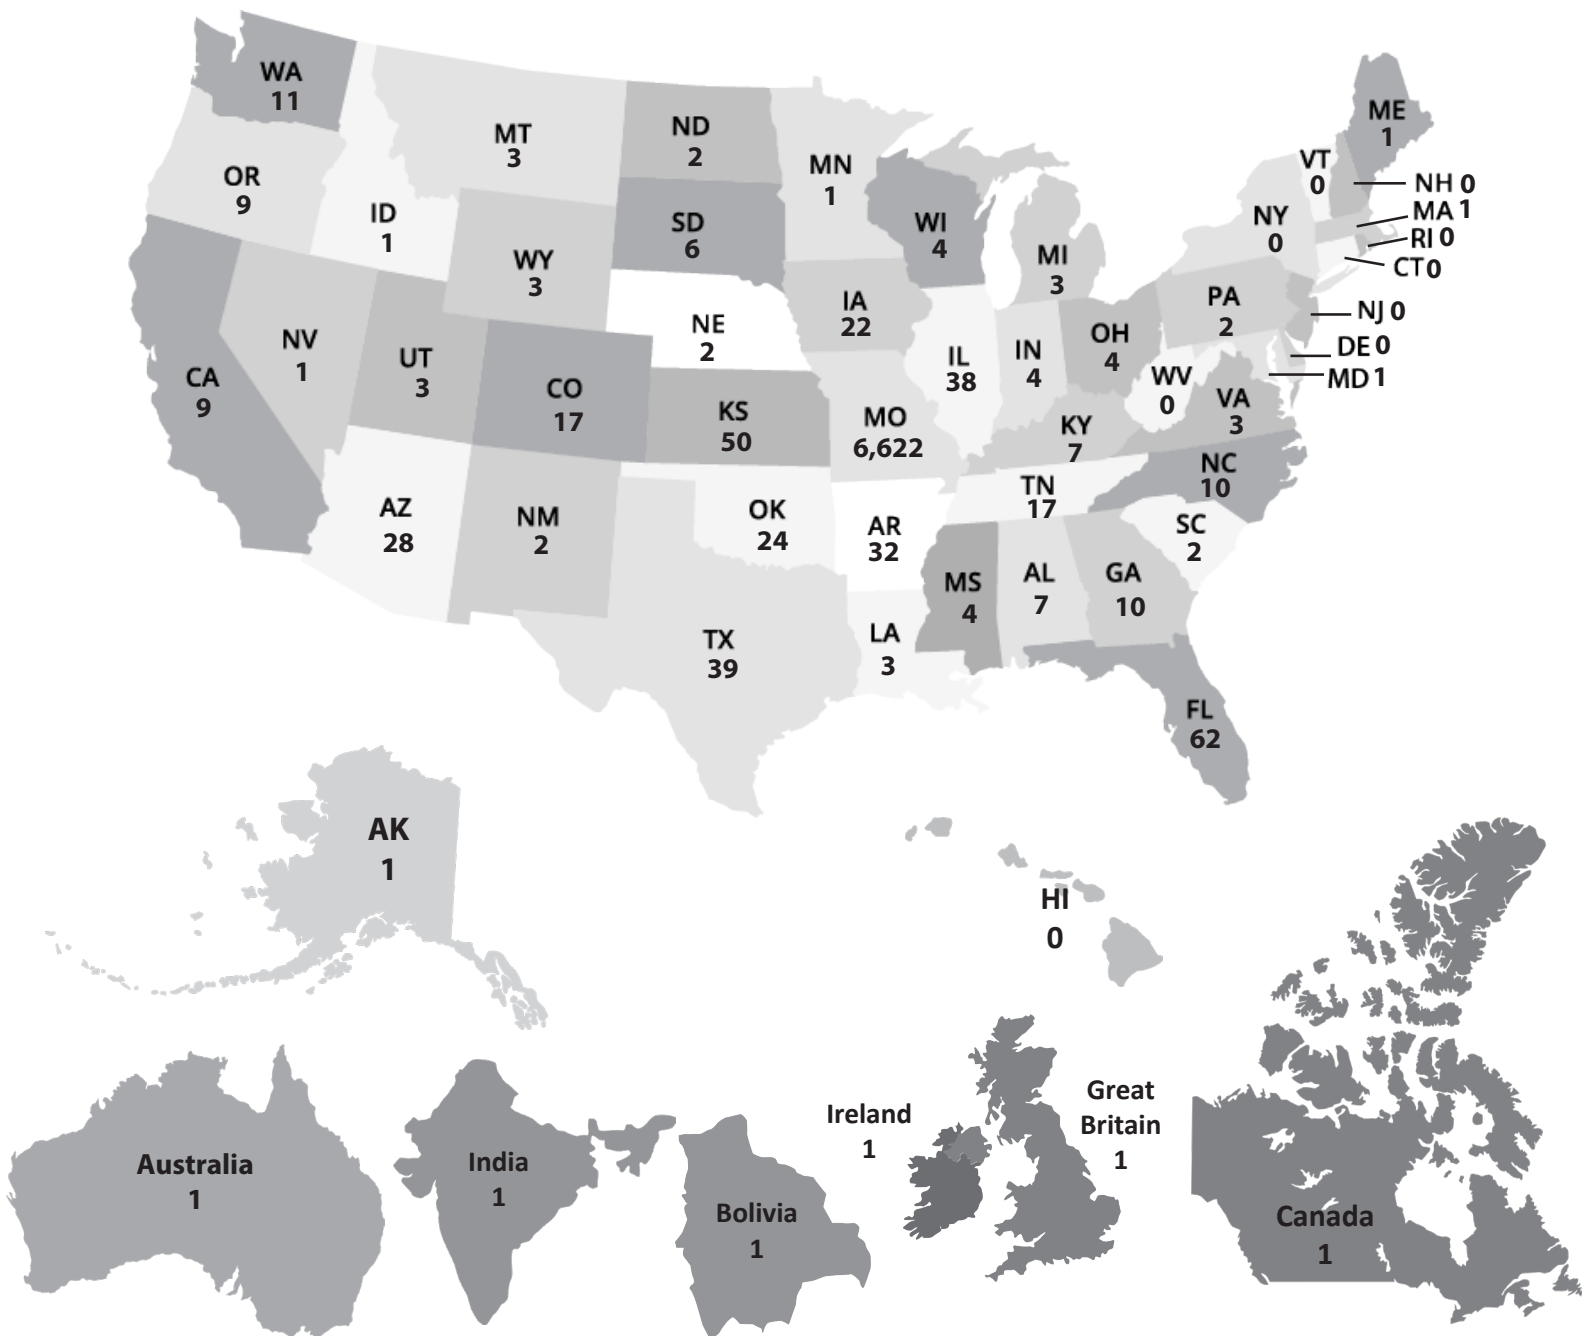 WA
11
OR
9
CA
9
ID
1
NV
1
MT
3
WY
3
UT
3
CO
17
AZ
28
NM
2
ND
2
SD
6
NE
2
KS
50
OK
24
TX
39
MN
1
IA
22
MO
6,622
AR
32
LA
3
WI
4
IL
38
MI
3
IN
4
OH
4
KY
7
TN
17
MS
4
AL
7
GA
10
FL
62
SC
2
NC
10
VA
3
WV
0
PA
2
NY
0
VT
0
ME
1
NH 0
MA 1
RI 0
CT 0
NJ 0
DE 0
MD 1
AK
1
HI
0
Australia
1
India
1
Bolivia
1
Ireland
1
Great
Britain
1
Canada
1